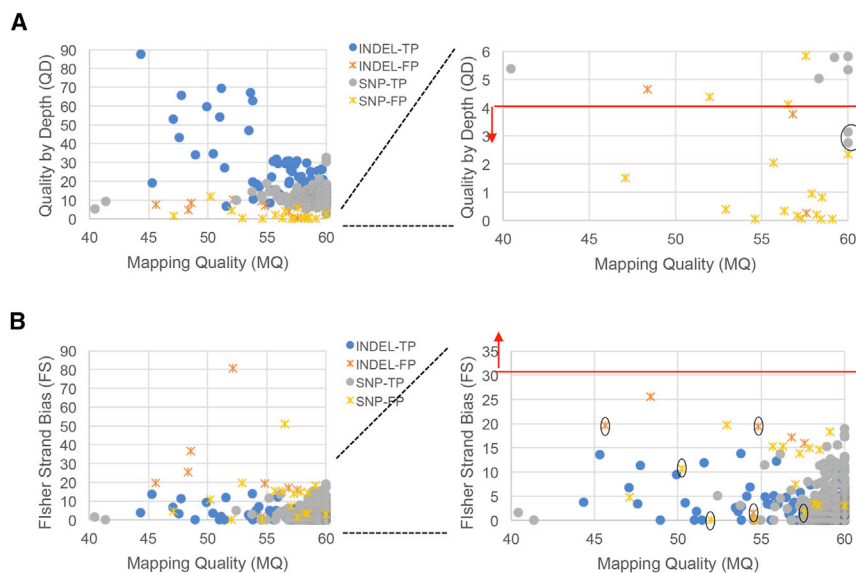 A
Quality by Depth (QD)
90
80
70
60
50
40
30
20
10
0
40 45 50 55 60
Mapping Quality (MQ)
INDEL-TP
INDEL-FP
SNP-TP
SNP-FP
Quality by Depth (QD)
6
5
4
3
2
1
0
40 45 50 55 60
Mapping Quality (MQ)
B
FIsher Strand Bias (FS)
90
80
70
60
50
40
30
20
10
0
40 45 50 55 60
Mapping Quality (MQ)
INDEL-TP
INDEL-FP
SNP-TP
SNP-FP
FIsher Strand Bias (FS)
35
30
25
20
15
10
5
0
40 45 50 55 60
Mapping Quality (MQ)